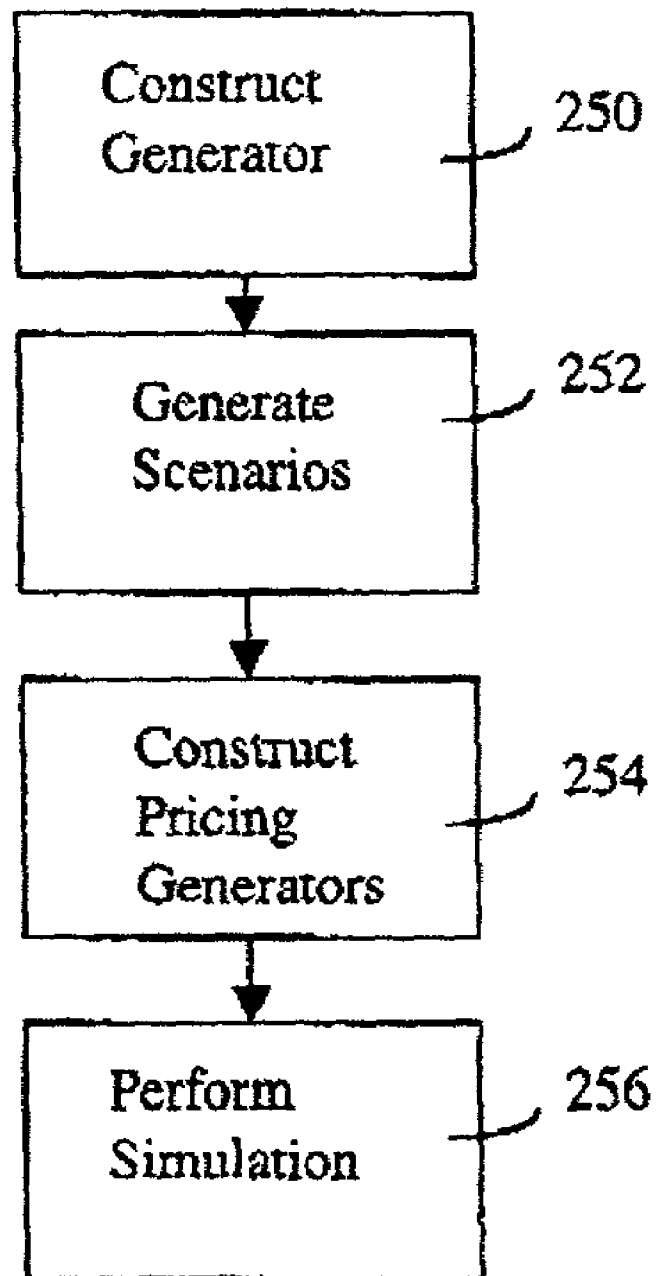 Construct
Generator
250
Generate
Scenarios
252
Construct
Pricing
Generators
254
Perform
Simulation
256